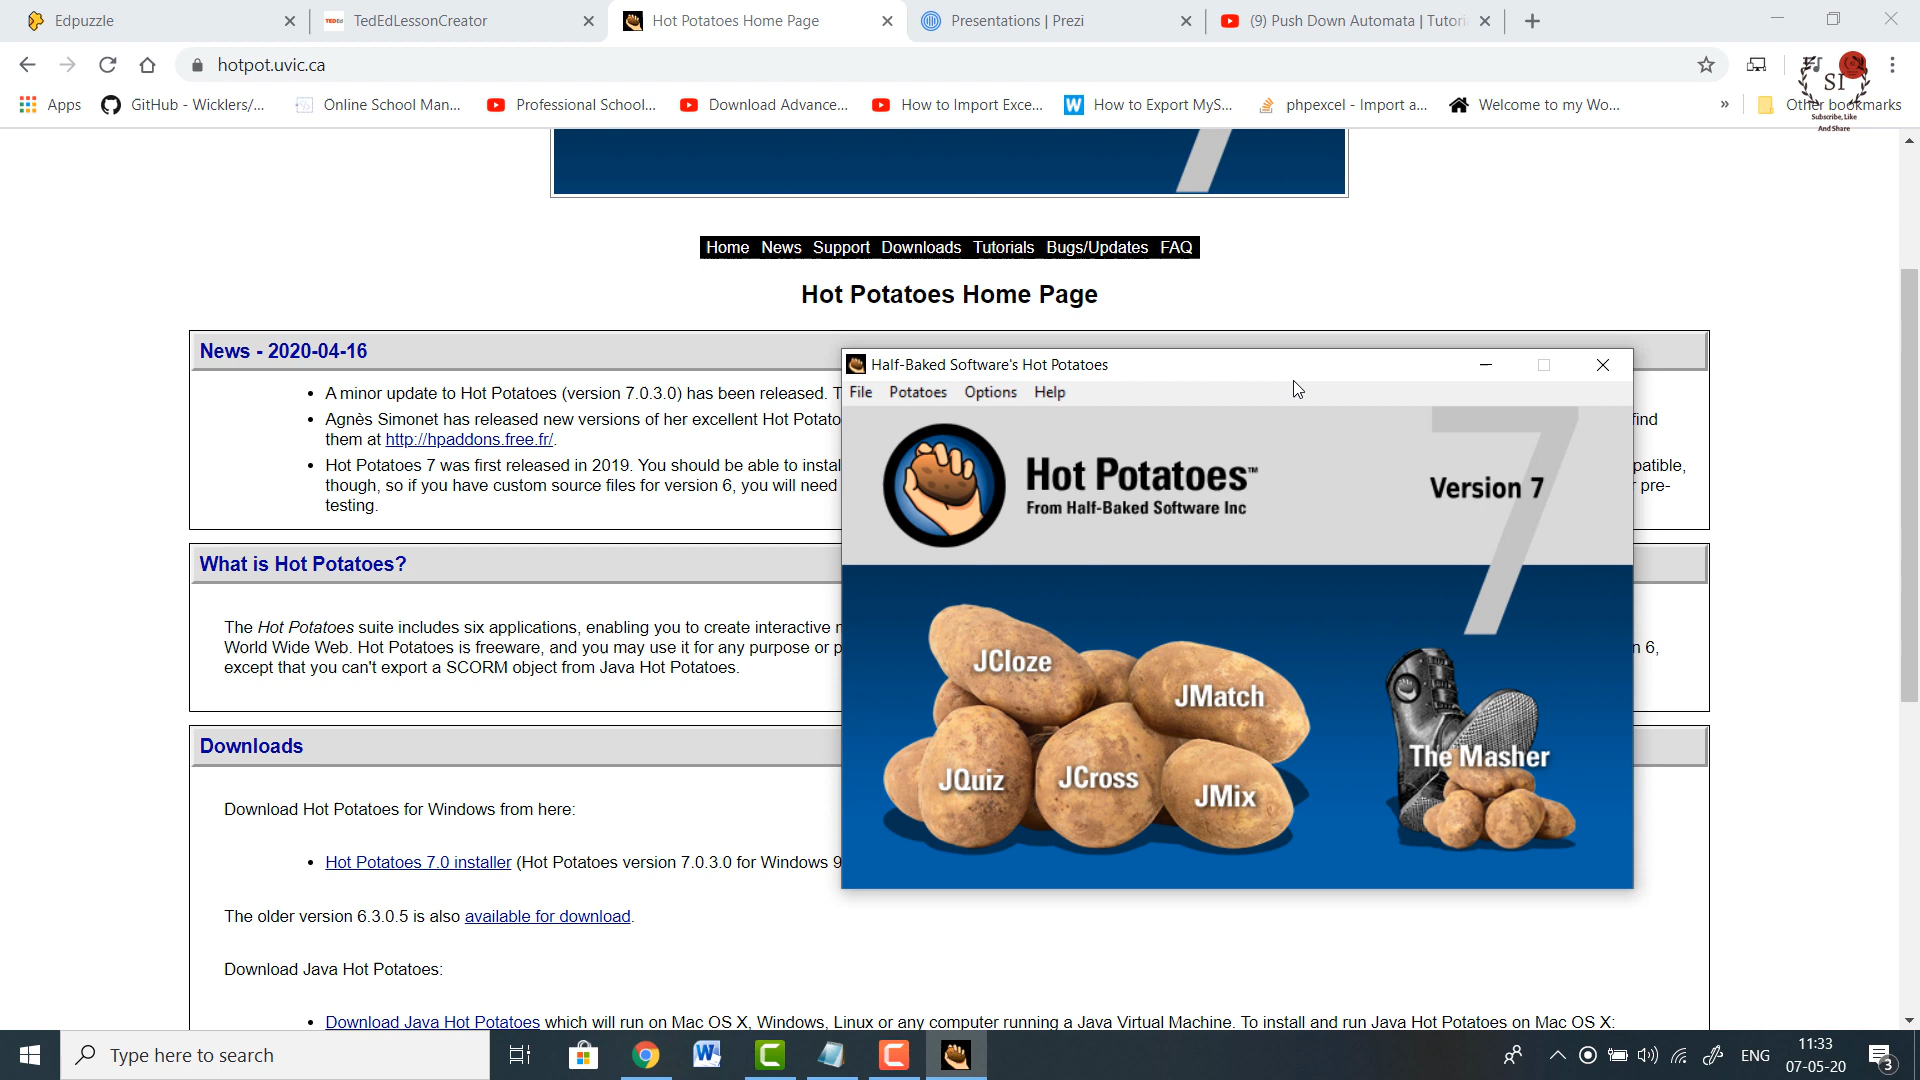 Edpuzzle
TedEdLessonCreator
Hot Potatoes Home Page
Presentations | Prezi
(9) Push Down Automata | Tutori
hotpot.uvic.ca
Apps
GitHub - Wicklers/...
Online School Man...
Professional School...
Download Advance...
How to Import Exce...
How to Export MyS...
phpexcel - Import a...
Welcome to my Wo...
»
Other bookmarks
SI
Subscribe, Like
And Share
Home News Support Downloads Tutorials Bugs/Updates FAQ
Hot Potatoes Home Page
News - 2020-04-16
• A minor update to Hot Potatoes (version 7.0.3.0) has been released. T
• Agnès Simonet has released new versions of her excellent Hot Potato
find
them at http://hpaddons.free.fr/.
• Hot Potatoes 7 was first released in 2019. You should be able to instal
patible,
though, so if you have custom source files for version 6, you will need
r pre-
testing.
What is Hot Potatoes?
The Hot Potatoes suite includes six applications, enabling you to create interactive
World Wide Web. Hot Potatoes is freeware, and you may use it for any purpose or p
n 6,
except that you can't export a SCORM object from Java Hot Potatoes.
Downloads
Download Hot Potatoes for Windows from here:
• Hot Potatoes 7.0 installer (Hot Potatoes version 7.0.3.0 for Windows 9
The older version 6.3.0.5 is also available for download.
Download Java Hot Potatoes:
• Download Java Hot Potatoes which will run on Mac OS X, Windows, Linux or any computer running a Java Virtual Machine. To install and run Java Hot Potatoes on Mac OS X:
Half-Baked Software's Hot Potatoes
File Potatoes Options Help
Hot Potatoes™
From Half-Baked Software Inc
Version 7
7
JCloze
JMatch
JQuiz
JCross
JMix
The Masher
Type here to search
ENG
11:33
07-05-20
3